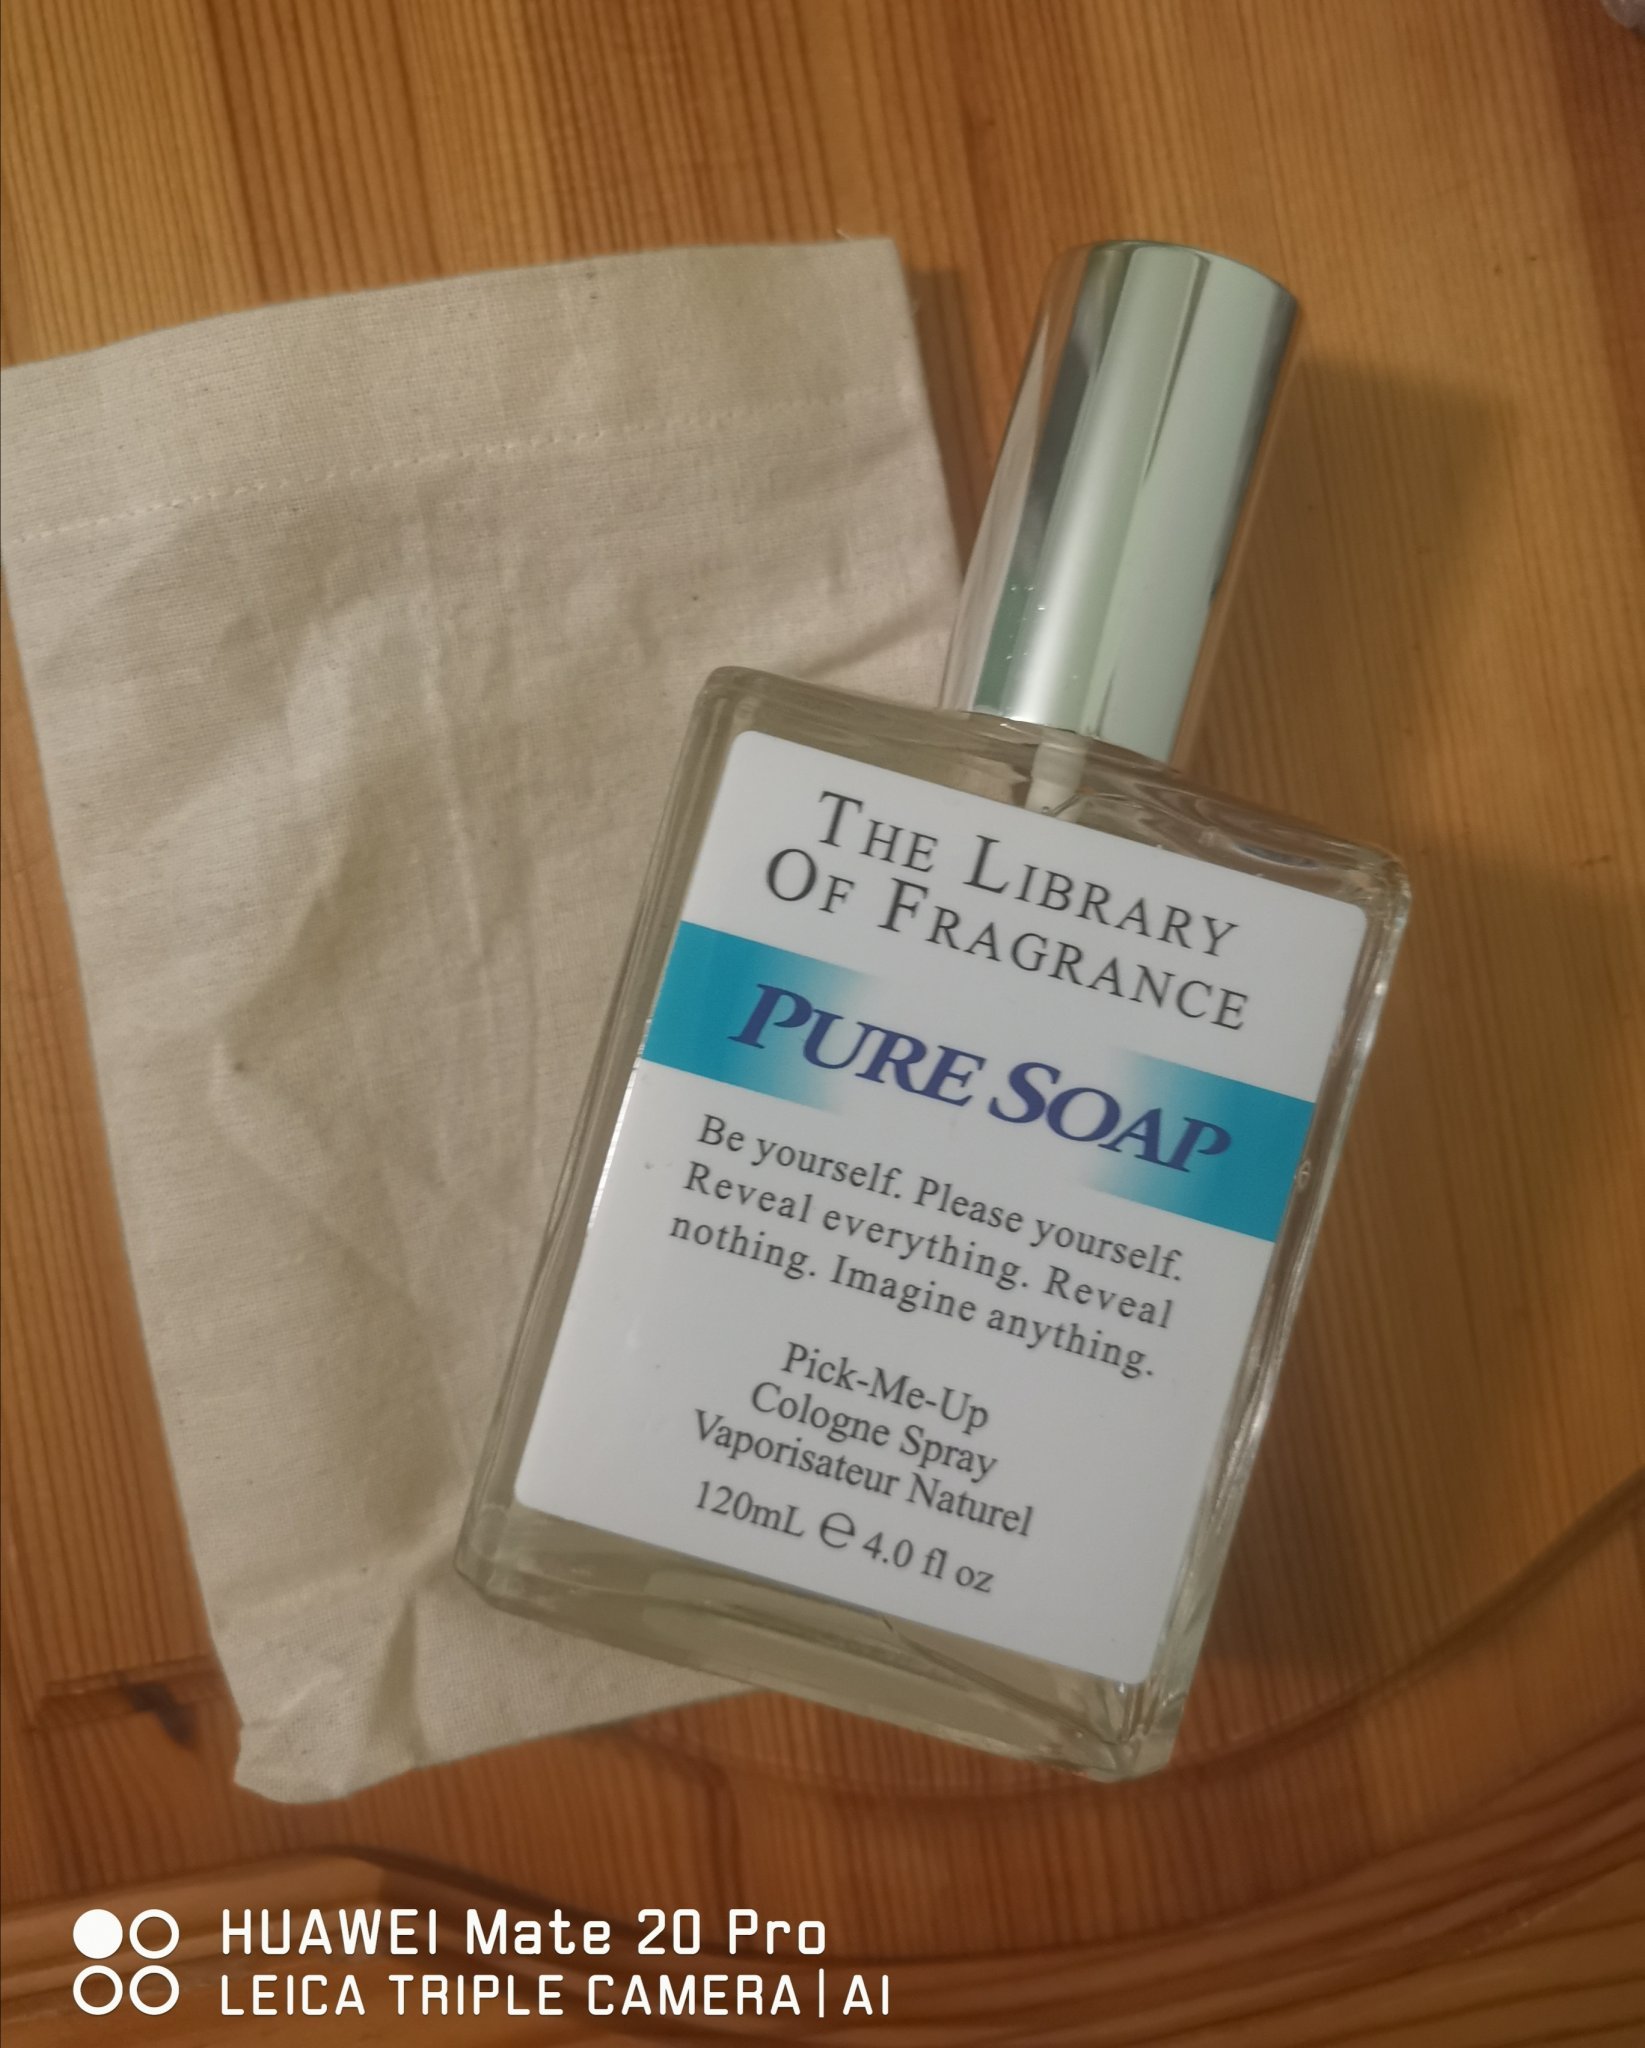 THE LIBRARY
OF FRAGRANCE
PURE SOAP
Be yourself. Please yourself.
Reveal everything. Reveal
nothing. Imagine anything.
Pick-Me-Up
Cologne Spray
Vaporisateur Naturel
120mL ℮ 4.0 fl oz
HUAWEI Mate 20 Pro
LEICA TRIPLE CAMERA | AI